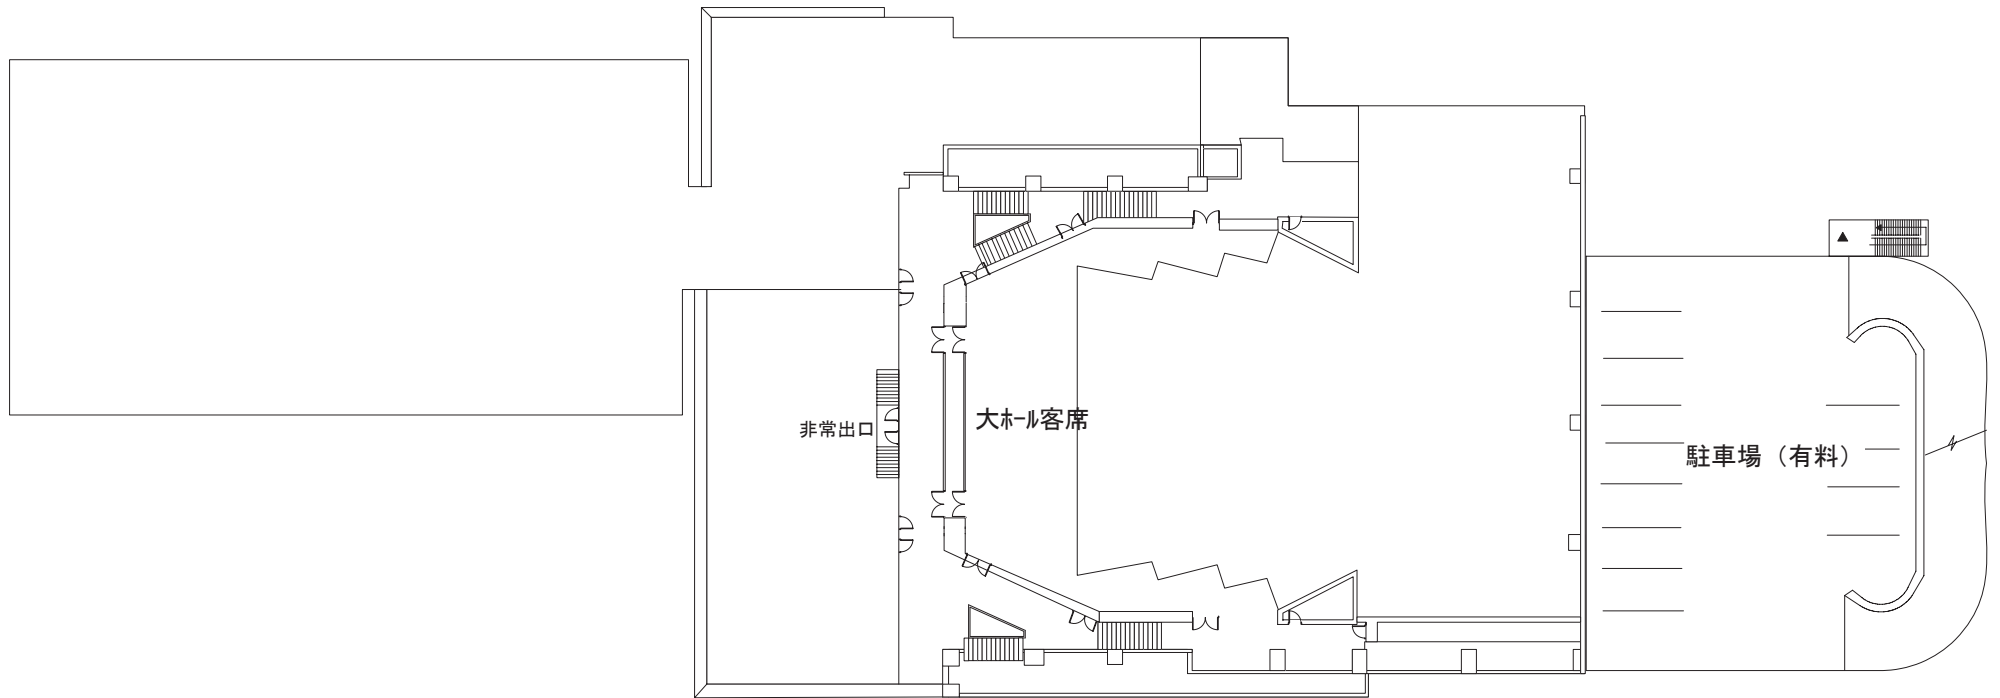 大ホール客席
非常出口
駐車場（有料）